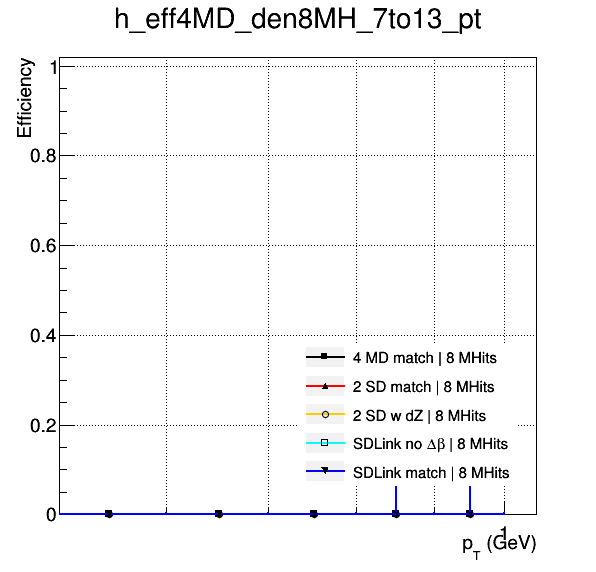 h_eff4MD_den8MH_7to13_pt
Efficiency
1
0.8
0.6
0.4
0.2
0
4 MD match | 8 MHits
2 SD match | 8 MHits
2 SD w dZ | 8 MHits
SDLink no Δβ | 8 MHits
SDLink match | 8 MHits
1
p_T (GeV)